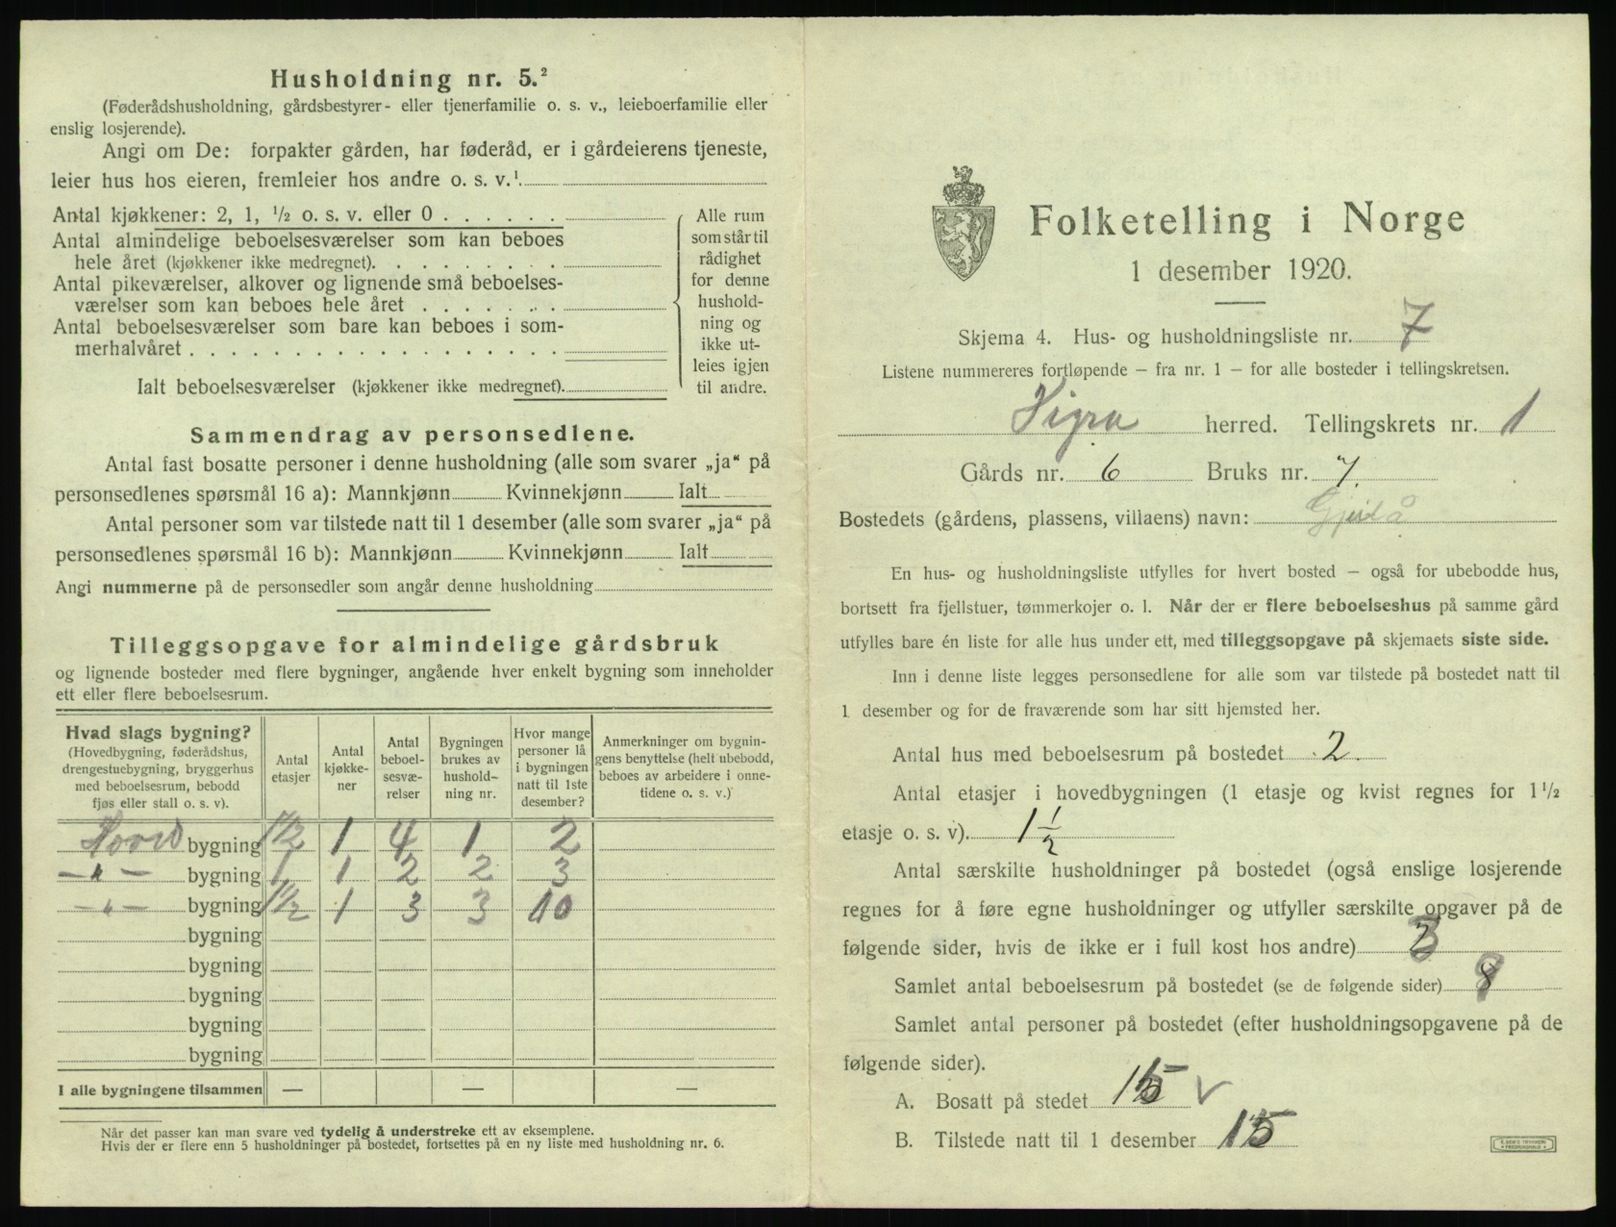 Husholdning nr. 5.²
(Føderådshusholdning, gårdsbestyrer- eller tjenerfamilie o. s. v., leieboerfamilie eller
enslig losjerende).
Angi om De: forpakter gården, har føderåd, er i gårdeierens tjeneste,
leier hus hos eieren, fremleier hos andre o. s. v.¹
Antal kjøkkener: 2, 1, ½ o. s. v. eller 0
Antal almindelige beboelsesværelser som kan beboes
hele året (kjøkkener ikke medregnet).
Antal pikeværelser, alkover og lignende små beboelses-
værelser som kan beboes hele året
Antal beboelsesværelser som bare kan beboes i som-
merhalvåret
Alle rum
som står til
rådighet
for denne
hushold-
ning og
ikke ut-
leies igjen
til andre.
Ialt beboelsesværelser (kjøkkener ikke medregnet).
Sammendrag av personsedlene.
Antal fast bosatte personer i denne husholdning (alle som svarer „ja“ på
personsedlenes spørsmål 16 a): Mannkjønn Kvinnekjønn Ialt
Antal personer som var tilstede natt til 1 desember (alle som svarer „ja“ på
personsedlenes spørsmål 16 b): Mannkjønn Kvinnekjønn Ialt
Angi nummerne på de personsedler som angår denne husholdning
Tilleggsopgave for almindelige gårdsbruk
og lignende bosteder med flere bygninger, angående hver enkelt bygning som inneholder
ett eller flere beboelsesrum.
Hvad slags bygning?
(Hovedbygning, føderådshus,
drengestuebygning, bryggerhus
med beboelsesrum, bebodd
fjøs eller stall o. s. v).
Antal
etasjer
Antal
kjøkke-
ner
Antal
beboel-
sesvæ-
relser
Bygningen
brukes av
hushold-
ning nr.
Hvor mange
personer lå
i bygningen
natt til 1ste
desember?
Anmerkninger om bygnin-
gens benyttelse (helt ubebodd,
beboes av arbeidere i onne-
tidene o. s. v.)
Hoved bygning 1½ 1 4 1 2
—„— bygning 1 1 2 2 3
—„— bygning 1½ 1 3 3 10
bygning
bygning
bygning
bygning
bygning
I alle bygningene tilsammen — — —
Når det passer kan man svare ved tydelig å understreke ett av eksemplene.
Hvis der er flere enn 5 husholdninger på bostedet, fortsettes på en ny liste med husholdning nr. 6.
Folketelling i Norge
1 desember 1920.
Skjema 4. Hus- og husholdningsliste nr. 7
Listene nummereres fortløpende — fra nr. 1 — for alle bosteder i tellingskretsen.
Vigra herred. Tellingskrets nr. 1
Gårds nr. 6 Bruks nr. 7.
Bostedets (gårdens, plassens, villaens) navn:
En hus- og husholdningsliste utfylles for hvert bosted — også for ubebodde hus,
bortsett fra fjellstuer, tømmerkojer o. l. Når der er flere beboelseshus på samme gård
utfylles bare én liste for alle hus under ett, med tilleggsopgave på skjemaets siste side.
Inn i denne liste legges personsedlene for alle som var tilstede på bostedet natt til
1 desember og for de fraværende som har sitt hjemsted her.
Antal hus med beboelsesrum på bostedet 2.
Antal etasjer i hovedbygningen (1 etasje og kvist regnes for 1½
etasje o. s. v). 1½
Antal særskilte husholdninger på bostedet (også enslige losjerende
regnes for å føre egne husholdninger og utfyller særskilte opgaver på de
følgende sider, hvis de ikke er i full kost hos andre) 3
Samlet antal beboelsesrum på bostedet (se de følgende sider) 9
Samlet antal personer på bostedet (efter husholdningsopgavene på de
følgende sider).
A. Bosatt på stedet 15 ✓
B. Tilstede natt til 1 desember 15